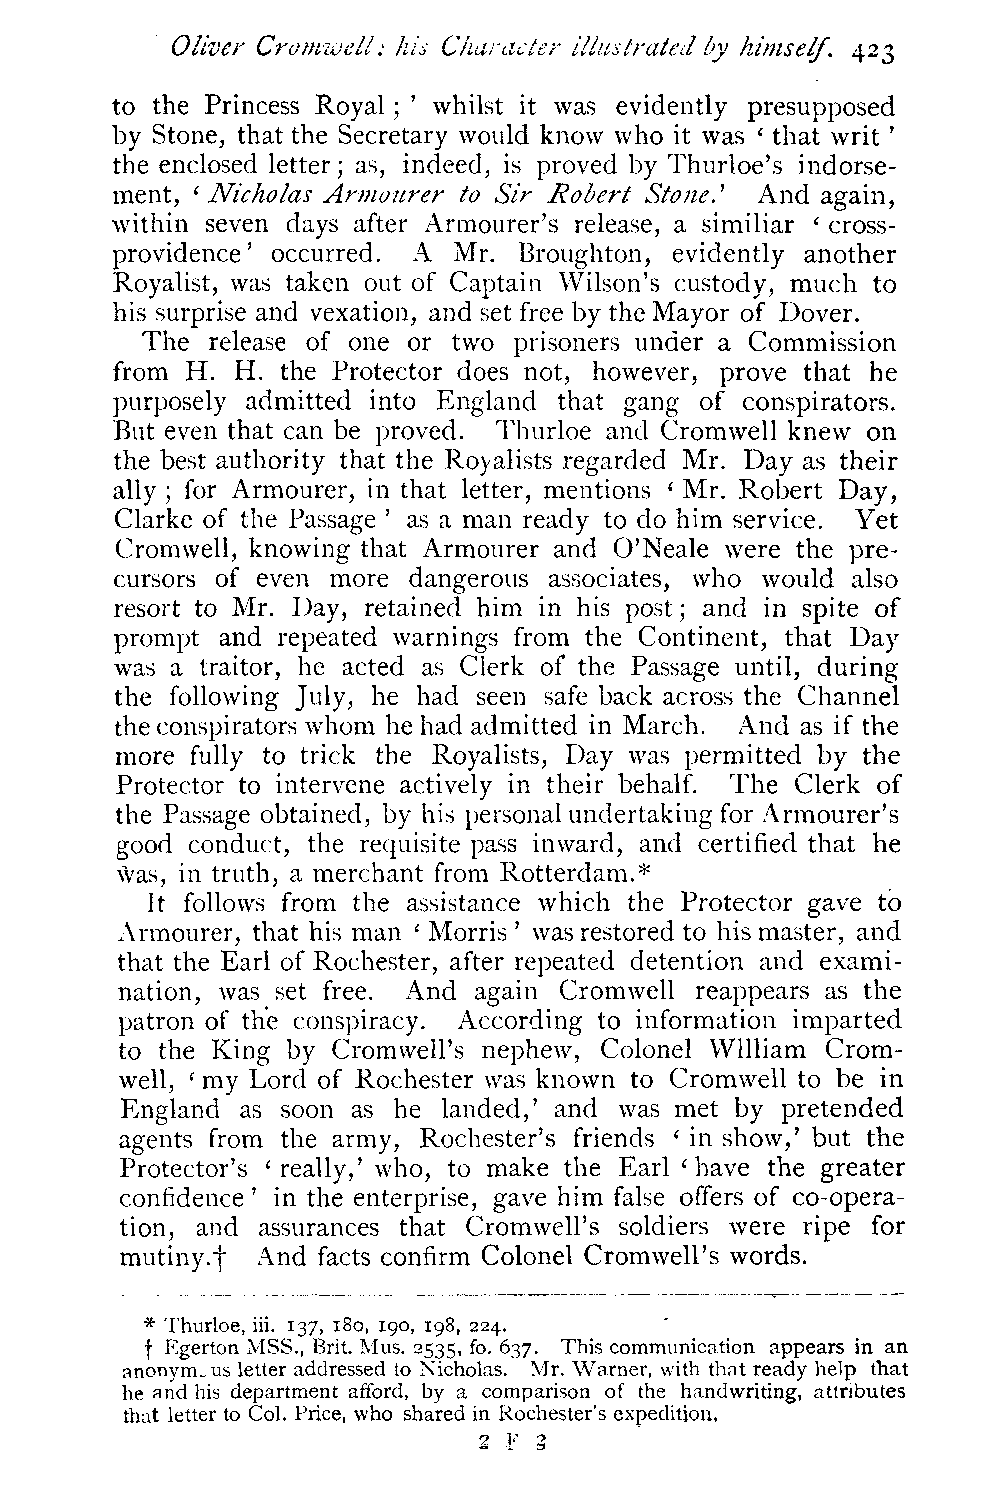 Oliver Cromwell: his Character illustrated by himself. 423
to the Princess Royal ; ' whilst it was evidently presupposed
by Stone, that the Secretary would know who it was ‘ that writ ’
the enclosed letter ; as, indeed, is proved by Thurloe's indorse-
ment, ‘ Nicholas Armourer to Sir Robert Stone.’ And again,
within seven days after Armourer's release, a similiar ‘ cross-
providence ’ occurred. A Mr. Broughton, evidently another
Royalist, was taken out of Captain Wilson's custody, much to
his surprise and vexation, and set free by the Mayor of Dover.
The release of one or two prisoners under a Commission
from H. H. the Protector does not, however, prove that he
purposely admitted into England that gang of conspirators.
But even that can be proved. Thurloe and Cromwell knew on
the best authority that the Royalists regarded Mr. Day as their
ally ; for Armourer, in that letter, mentions ‘ Mr. Robert Day,
Clarke of the Passage ’ as a man ready to do him service. Yet
Cromwell, knowing that Armourer and O'Neale were the pre-
cursors of even more dangerous associates, who would also
resort to Mr. Day, retained him in his post ; and in spite of
prompt and repeated warnings from the Continent, that Day
was a traitor, he acted as Clerk of the Passage until, during
the following July, he had seen safe back across the Channel
the conspirators whom he had admitted in March. And as if the
more fully to trick the Royalists, Day was permitted by the
Protector to intervene actively in their behalf. The Clerk of
the Passage obtained, by his personal undertaking for Armourer's
good conduct, the requisite pass inward, and certified that he
was, in truth, a merchant from Rotterdam.*
It follows from the assistance which the Protector gave to
Armourer, that his man ‘ Morris ’ was restored to his master, and
that the Earl of Rochester, after repeated detention and exami-
nation, was set free. And again Cromwell reappears as the
patron of the conspiracy. According to information imparted
to the King by Cromwell's nephew, Colonel WIlliam Crom-
well, ‘ my Lord of Rochester was known to Cromwell to be in
England as soon as he landed,’ and was met by pretended
agents from the army, Rochester's friends ‘ in show,’ but the
Protector's ‘ really,’ who, to make the Earl ‘ have the greater
confidence ’ in the enterprise, gave him false offers of co-opera-
tion, and assurances that Cromwell's soldiers were ripe for
mutiny.† And facts confirm Colonel Cromwell's words.
* Thurloe, iii. 137, 180, 190, 198, 224.
† Egerton MSS., Brit. Mus. 2535, fo. 637. This communication appears in an
anonym us letter addressed to Nicholas. Mr. Warner, with that ready help that
he and his department afford, by a comparison of the handwriting, attributes
that letter to Col. Price, who shared in Rochester's expedition.
2 F 2